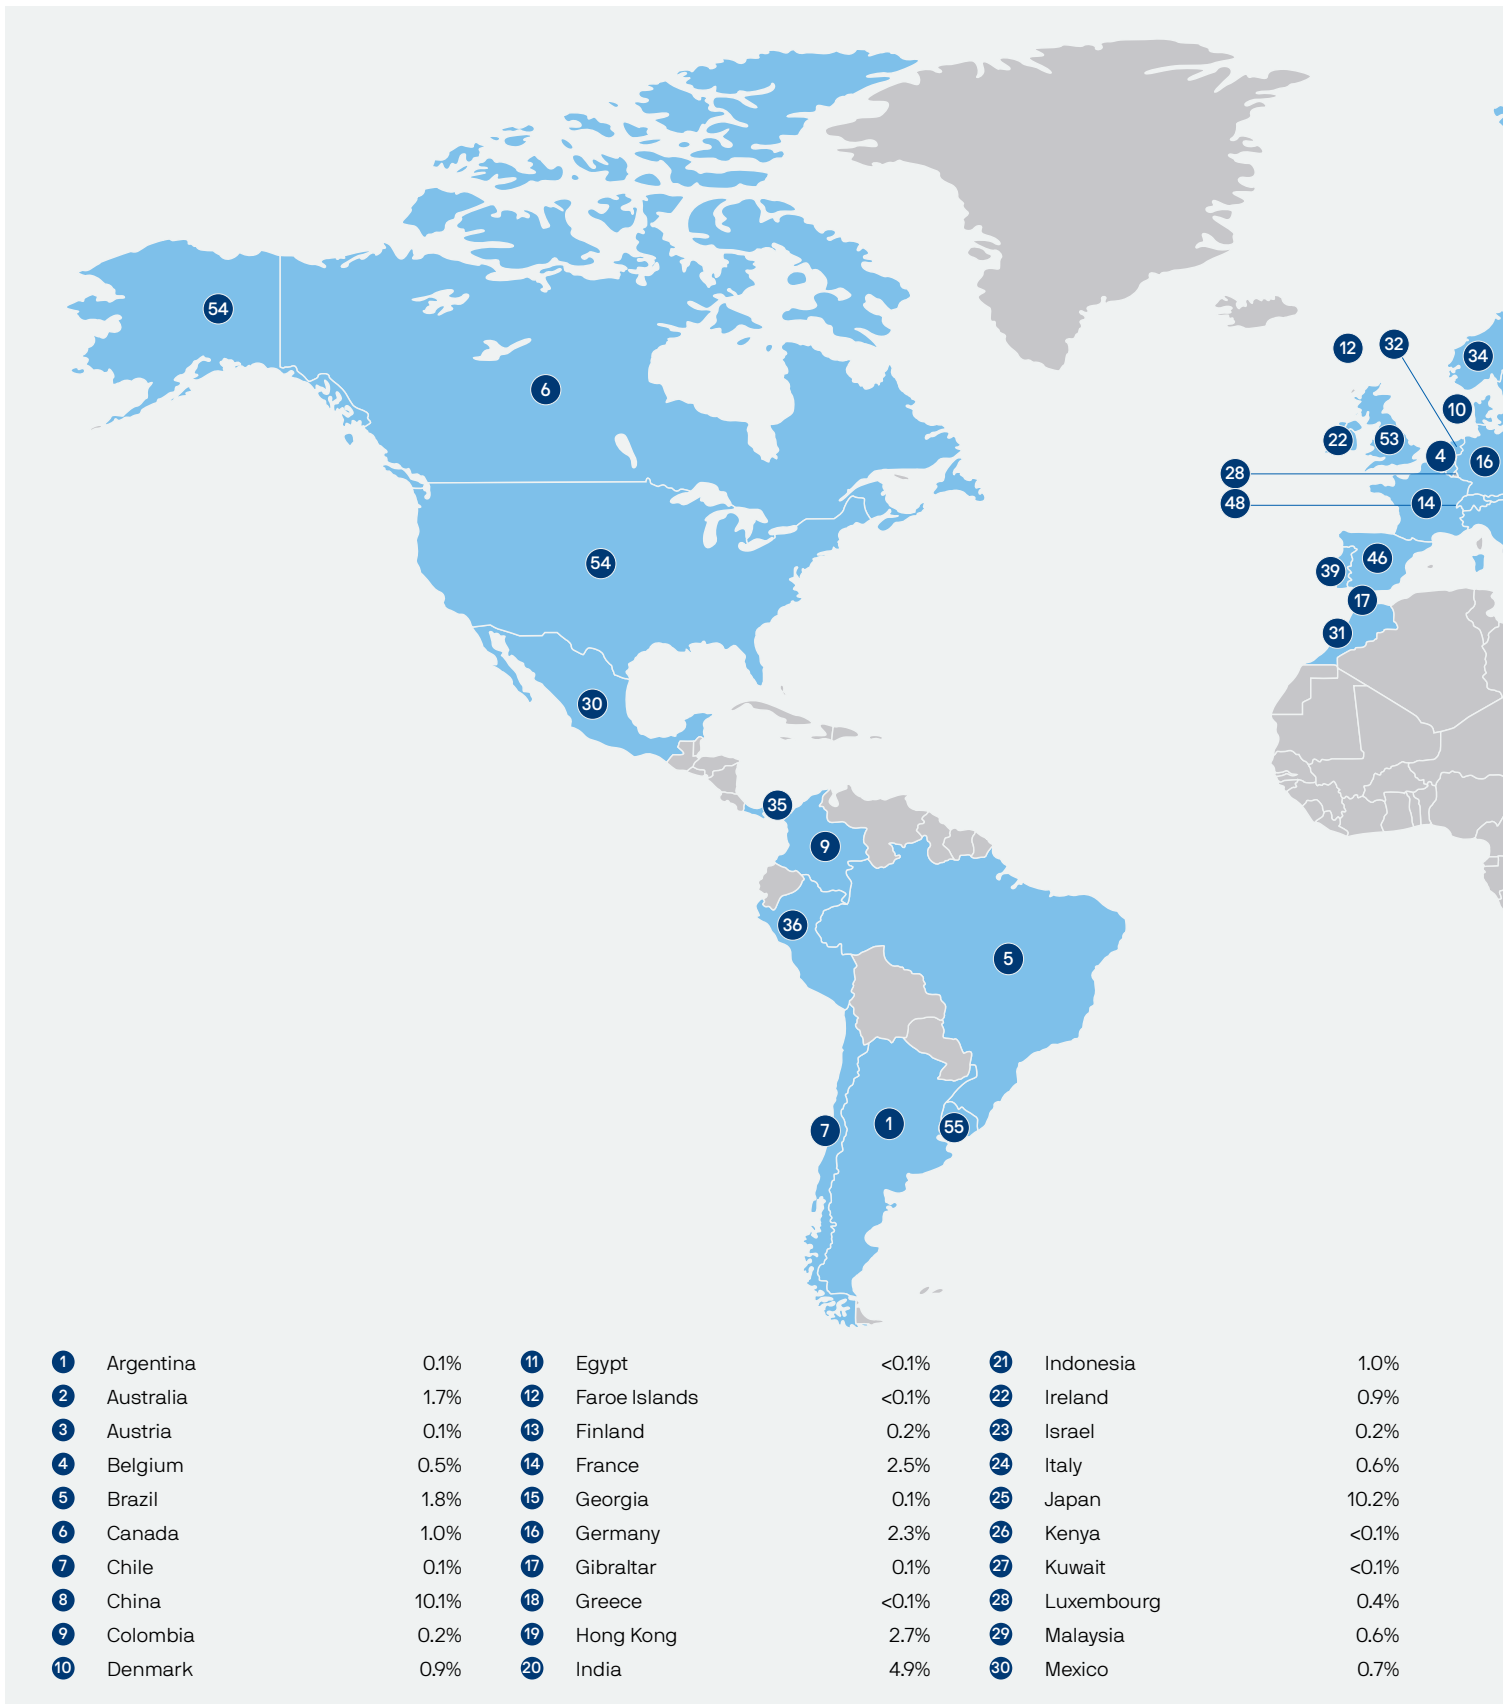 54
12
32
34
6
10
22
53
4
16
28
48
14
54
46
39
17
31
30
35
9
36
5
7
1
55
1 Argentina 0.1% 11 Egypt <0.1% 21 Indonesia 1.0%
2 Australia 1.7% 12 Faroe Islands <0.1% 22 Ireland 0.9%
3 Austria 0.1% 13 Finland 0.2% 23 Israel 0.2%
4 Belgium 0.5% 14 France 2.5% 24 Italy 0.6%
5 Brazil 1.8% 15 Georgia 0.1% 25 Japan 10.2%
6 Canada 1.0% 16 Germany 2.3% 26 Kenya <0.1%
7 Chile 0.1% 17 Gibraltar 0.1% 27 Kuwait <0.1%
8 China 10.1% 18 Greece <0.1% 28 Luxembourg 0.4%
9 Colombia 0.2% 19 Hong Kong 2.7% 29 Malaysia 0.6%
10 Denmark 0.9% 20 India 4.9% 30 Mexico 0.7%